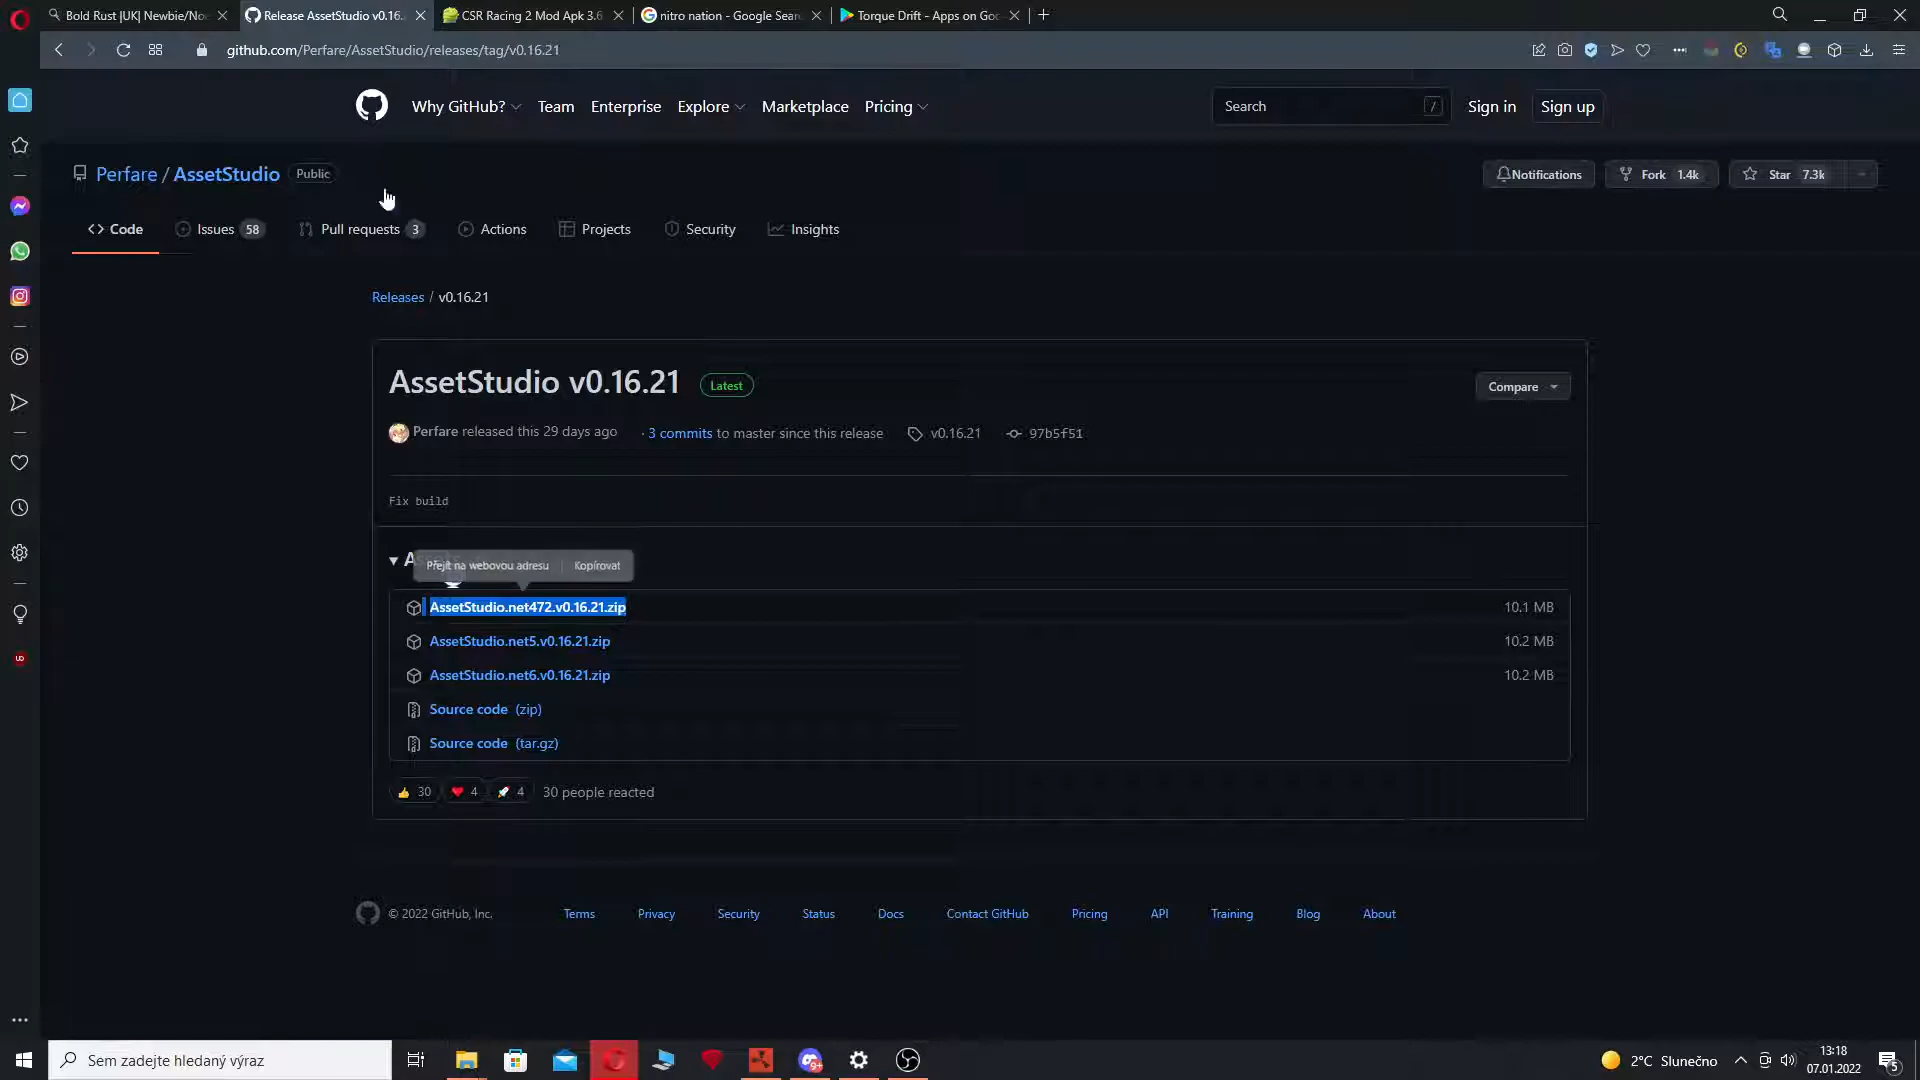 Bold Rust |UK| Newbie/No
Release AssetStudio v0.16.
CSR Racing 2 Mod Apk 3.6
nitro nation - Google Sear
Torque Drift - Apps on Goo
github.com/Perfare/AssetStudio/releases/tag/v0.16.21
Why GitHub?
Team
Enterprise
Explore
Marketplace
Pricing
Search
/
Sign in
Sign up
Perfare / AssetStudio
Public
Notifications
Fork 1.4k
Star 7.3k
Code
Issues 58
Pull requests 3
Actions
Projects
Security
Insights
Releases / v0.16.21
AssetStudio v0.16.21
Latest
Compare
Perfare released this 29 days ago
· 3 commits to master since this release
v0.16.21
97b5f51
Fix build
Přejít na webovou adresu
Kopírovat
AssetStudio.net472.v0.16.21.zip
10.1 MB
AssetStudio.net5.v0.16.21.zip
10.2 MB
AssetStudio.net6.v0.16.21.zip
10.2 MB
Source code (zip)
Source code (tar.gz)
30
4
4
30 people reacted
© 2022 GitHub, Inc.
Terms
Privacy
Security
Status
Docs
Contact GitHub
Pricing
API
Training
Blog
About
Sem zadejte hledaný výraz
9+
2°C Slunečno
13:18
07.01.2022
5